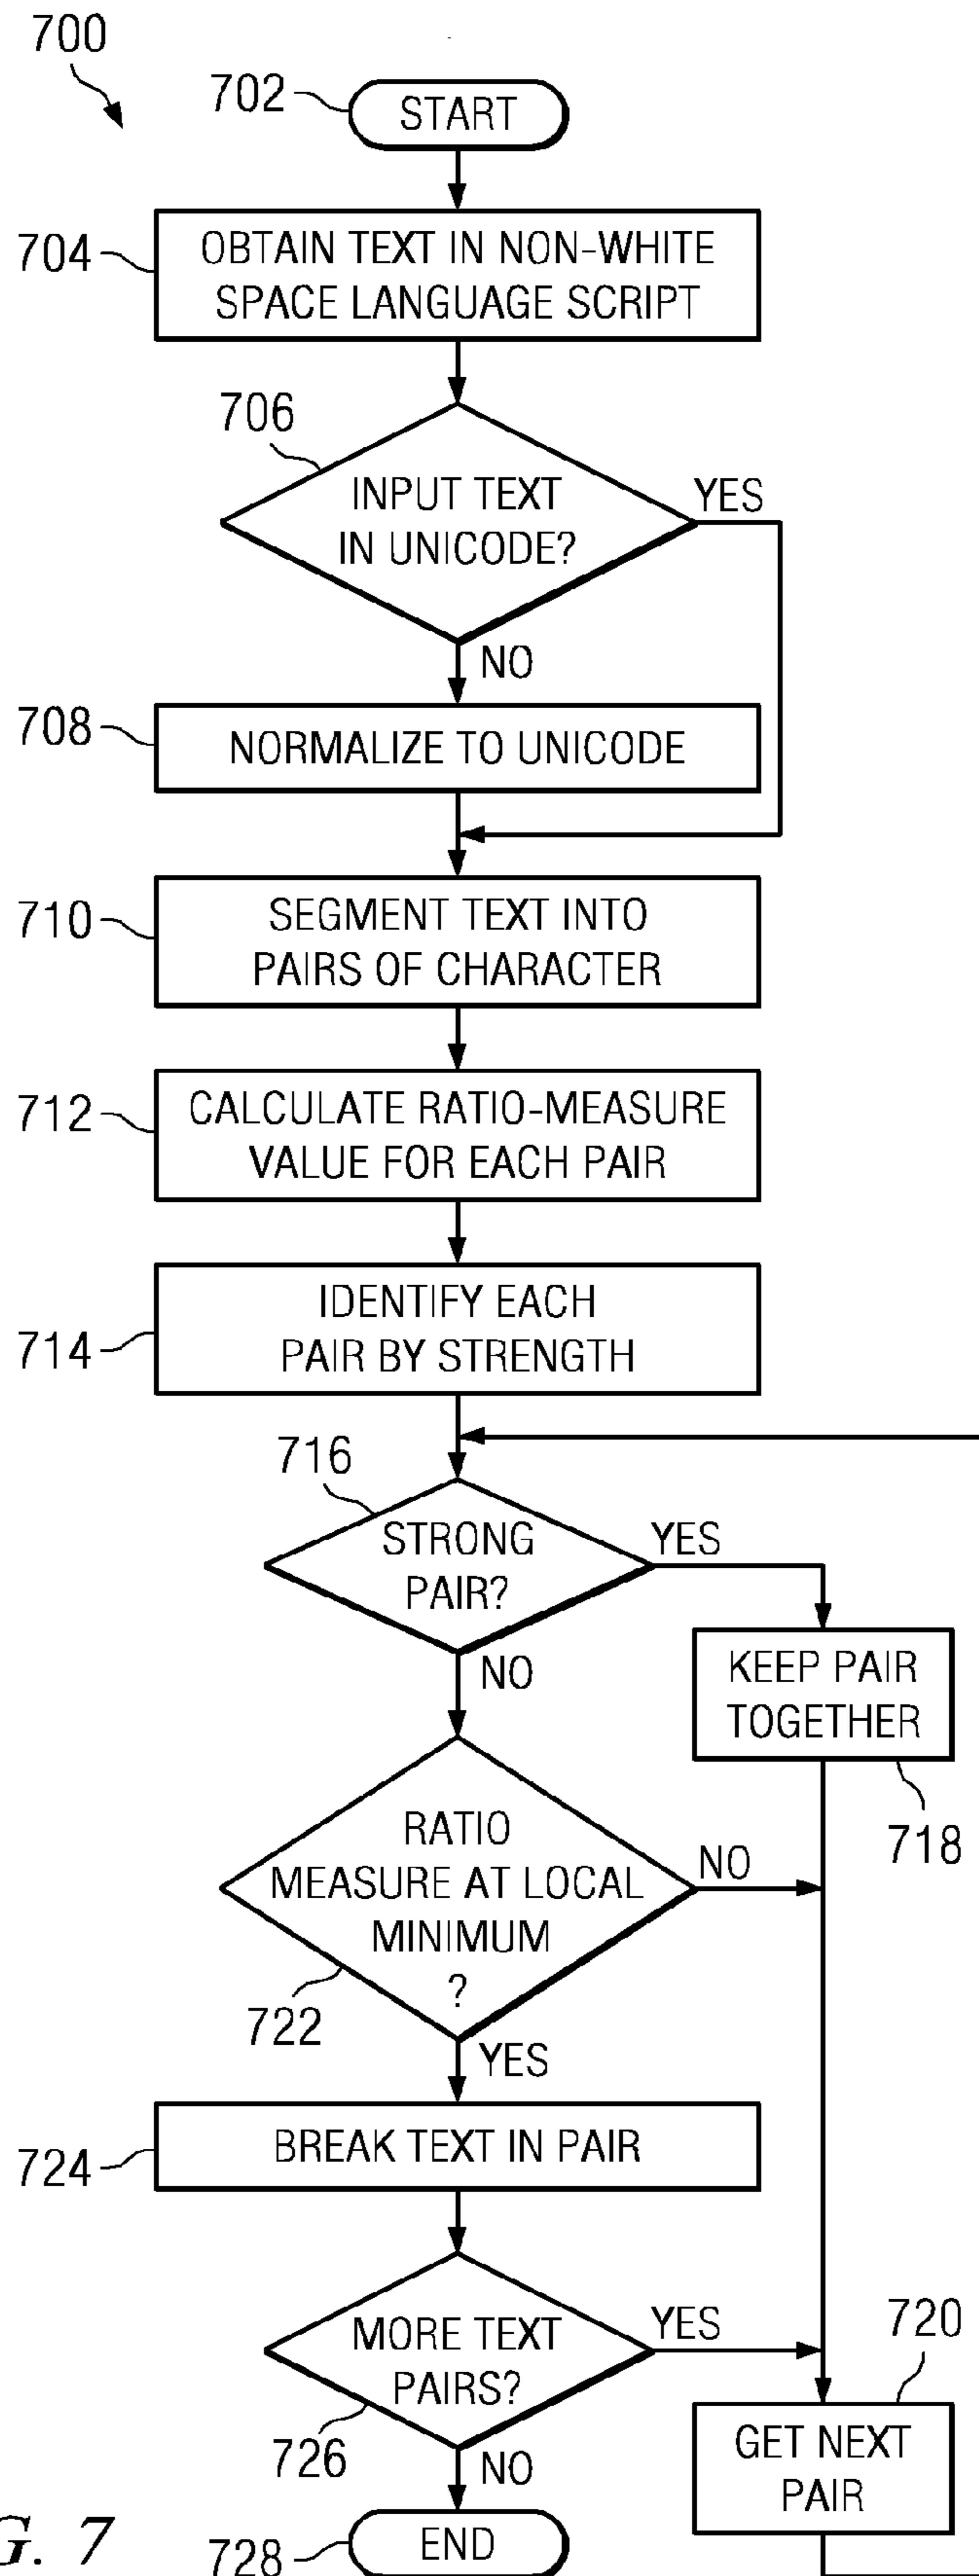 700
702
START
704
OBTAIN TEXT IN NON-WHITE
SPACE LANGUAGE SCRIPT
706
INPUT TEXT
IN UNICODE?
YES
NO
708
NORMALIZE TO UNICODE
710
SEGMENT TEXT INTO
PAIRS OF CHARACTER
712
CALCULATE RATIO-MEASURE
VALUE FOR EACH PAIR
714
IDENTIFY EACH
PAIR BY STRENGTH
716
STRONG
PAIR?
YES
NO
KEEP PAIR
TOGETHER
718
RATIO
MEASURE AT LOCAL
MINIMUM
?
NO
722
YES
724
BREAK TEXT IN PAIR
MORE TEXT
PAIRS?
YES
726
NO
720
GET NEXT
PAIR
G. 7
728
END